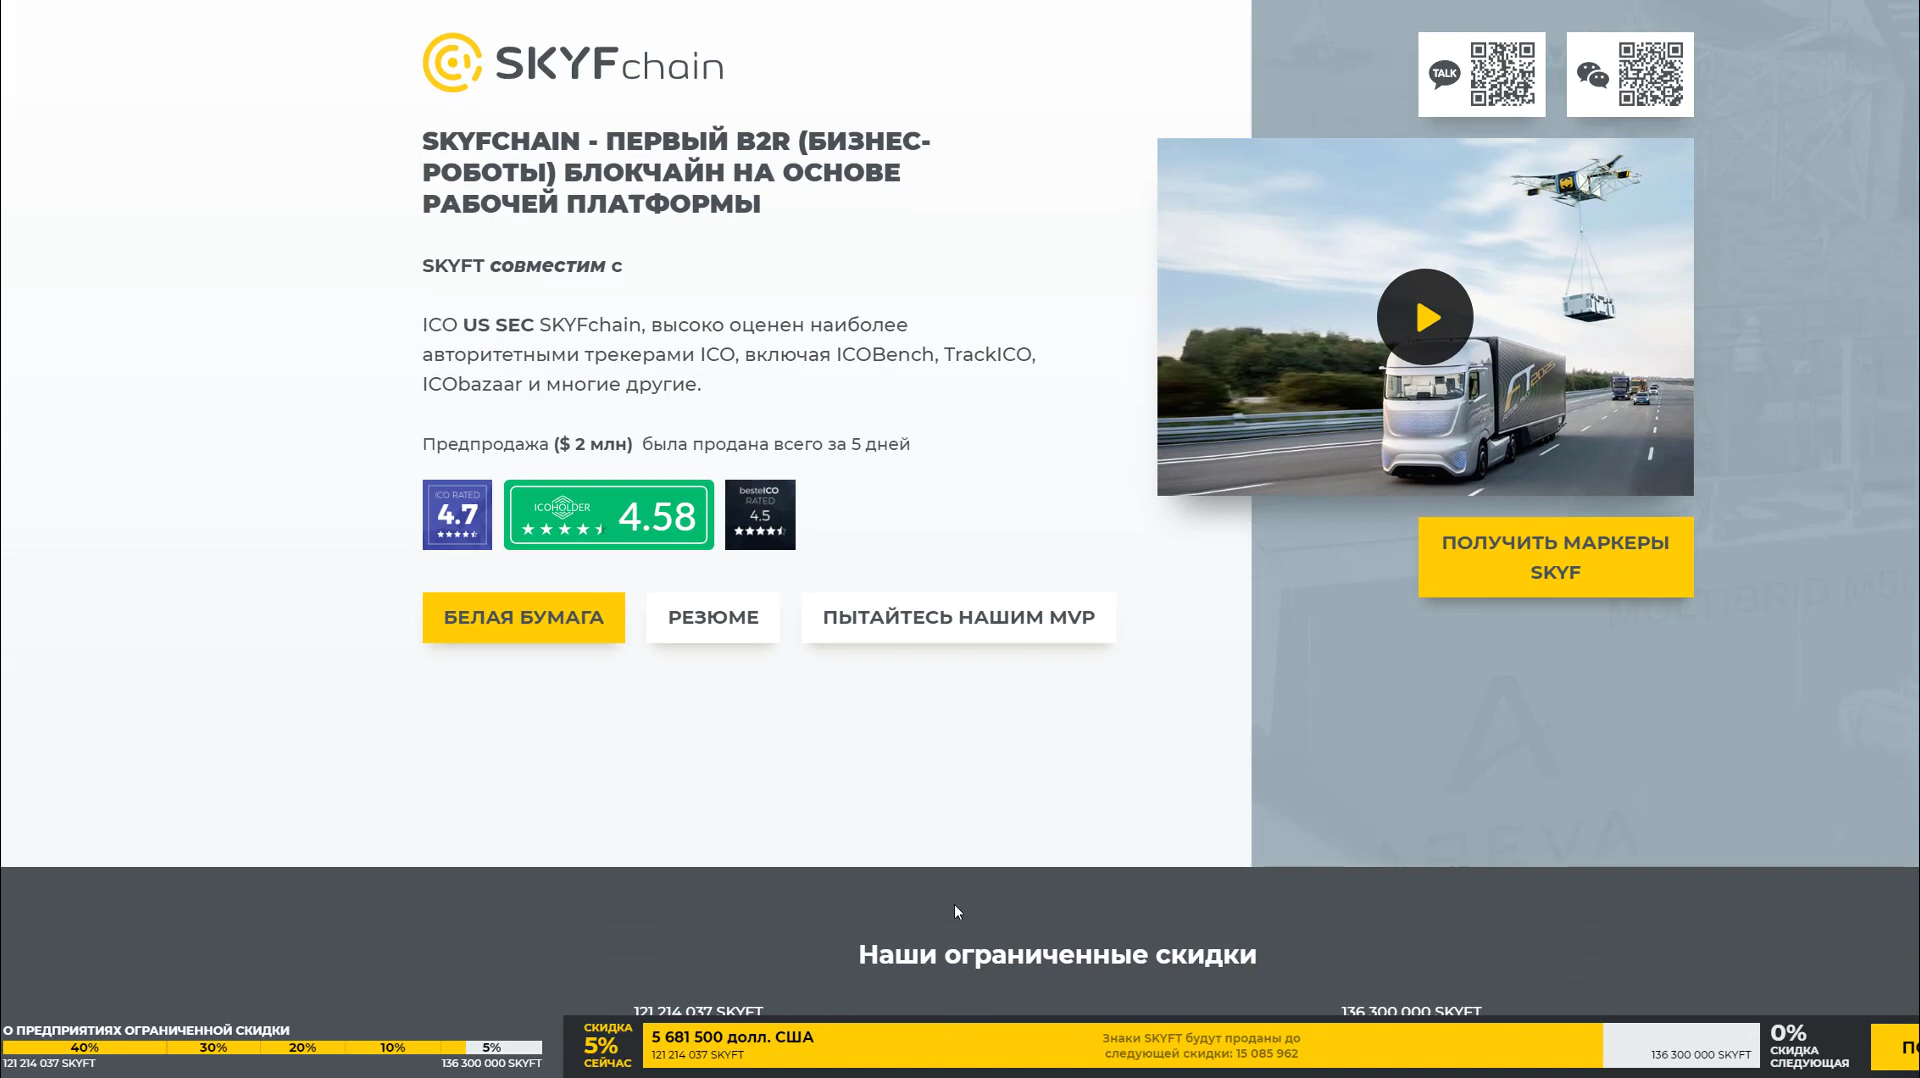 SKYFchain
TALK
SKYFCHAIN - ПЕРВЫЙ B2R (БИЗНЕС-
РОБОТЫ) БЛОКЧАЙН НА ОСНОВЕ
РАБОЧЕЙ ПЛАТФОРМЫ
SKYFT совместим с
ICO US SEC SKYFchain, высоко оценен наиболее
авторитетными трекерами ICO, включая ICOBench, TrackICO,
ICObazaar и многие другие.
Предпродажа ($ 2 млн) была продана всего за 5 дней
ICO RATED
4.7
ICOHOLDER
4.58
besteICO
RATED
4.5
FT2025
ПОЛУЧИТЬ МАРКЕРЫ
SKYF
БЕЛАЯ БУМАГА
РЕЗЮМЕ
ПЫТАЙТЕСЬ НАШИМ MVP
Наши ограниченные скидки
121 214 037 SKYFT
136 300 000 SKYFT
О ПРЕДПРИЯТИЯХ ОГРАНИЧЕННОЙ СКИДКИ
40% 30% 20% 10% 5%
121 214 037 SKYFT 136 300 000 SKYFT
СКИДКА
5%
СЕЙЧАС
5 681 500 долл. США
121 214 037 SKYFT
Знаки SKYFT будут проданы до
следующей скидки: 15 085 962
136 300 000 SKYFT
0%
СКИДКА
СЛЕДУЮЩАЯ